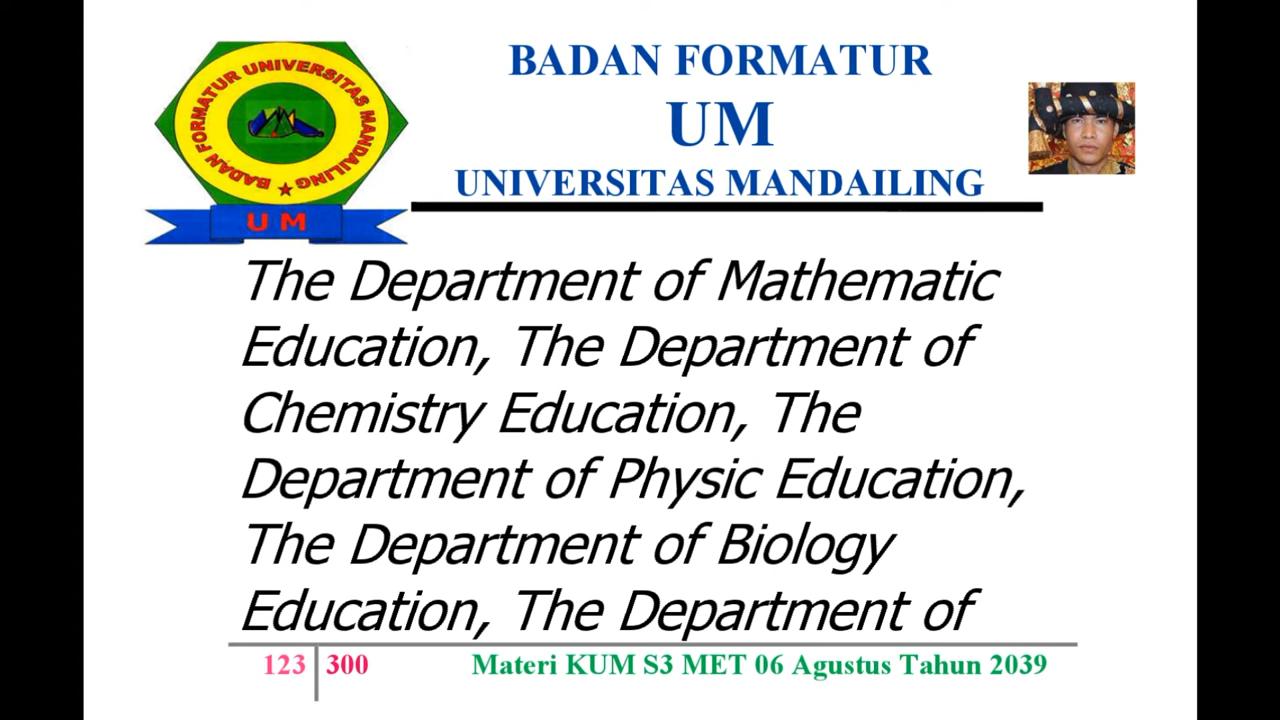 BADAN FORMATUR UNIVERSITAS MANDAILING
U M
BADAN FORMATUR
UM
UNIVERSITAS MANDAILING
The Department of Mathematic
Education, The Department of
Chemistry Education, The
Department of Physic Education,
The Department of Biology
Education, The Department of
123 300 Materi KUM S3 MET 06 Agustus Tahun 2039